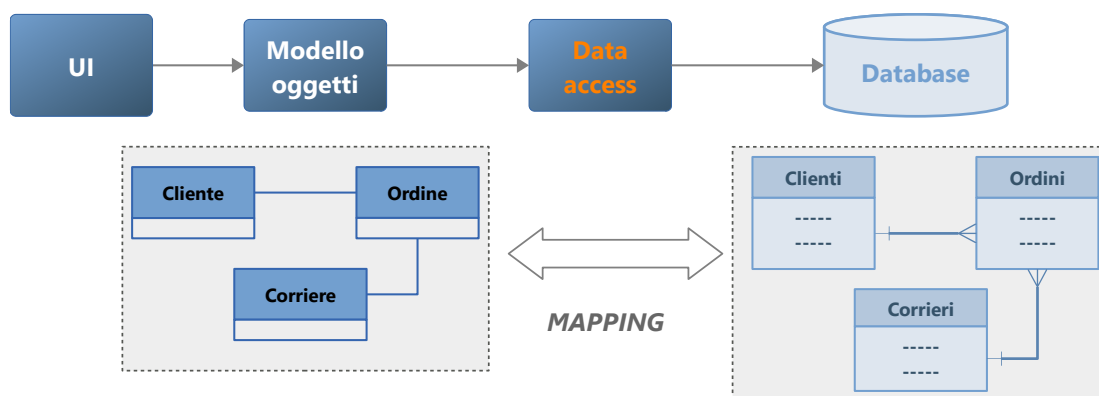 UI
Modello
oggetti
Data
access
Database
Cliente
Ordine
Corriere
MAPPING
Clienti
-----
-----
Ordini
-----
-----
Corrieri
-----
-----